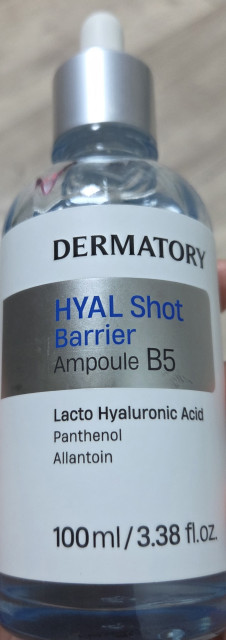 DERMATORY
HYAL Shot
Barrier
Ampoule B5
Lacto Hyaluronic Acid
Panthenol
Allantoin
100ml/3.38 fl.oz.